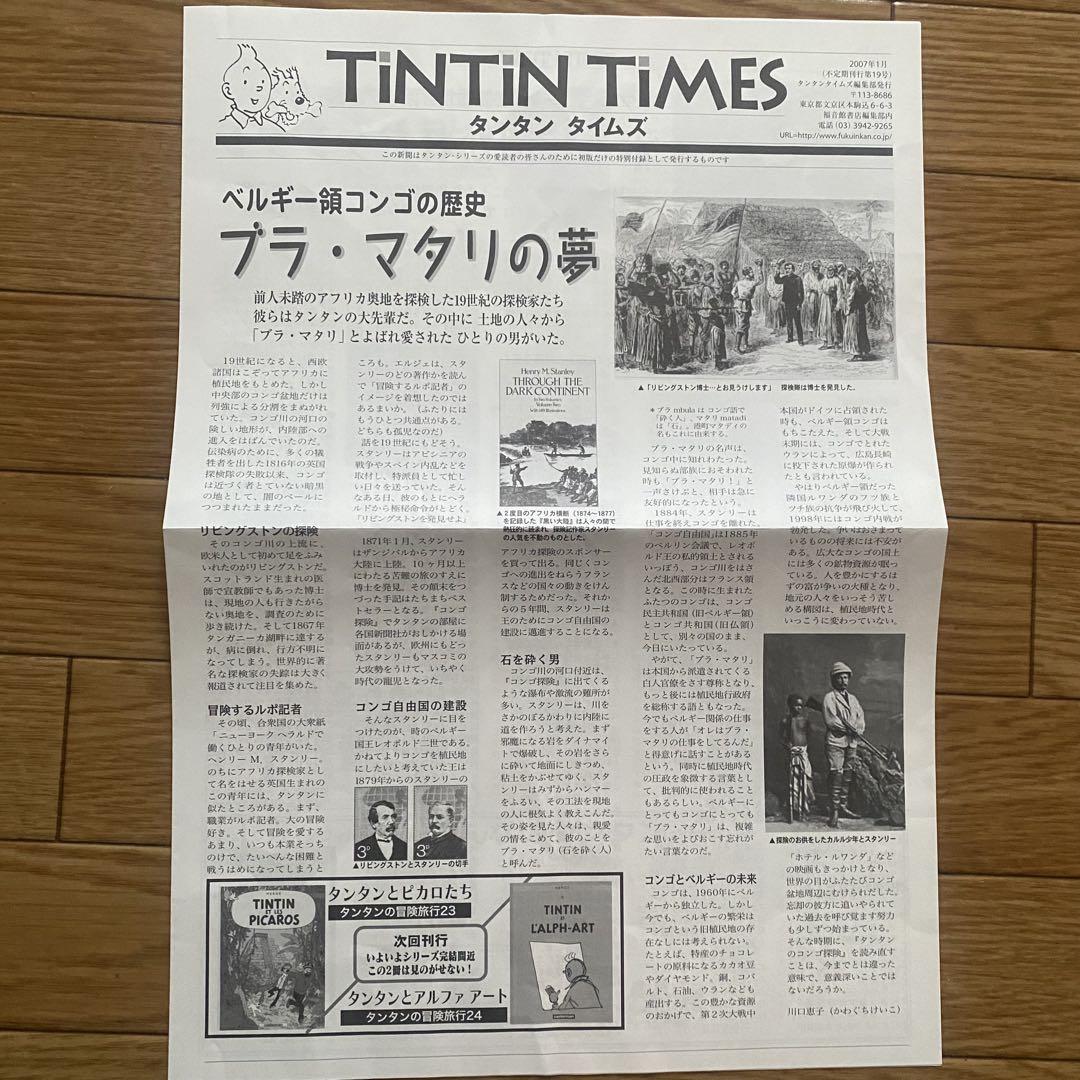 TINTIN TIMES
タンタン タイムズ
2007年1月
(不定期刊行第19号)
タンタンタイムズ編集部発行
〒113-8686
東京都文京区本駒込6-6-3
福音館書店編集部内
電話(03)3942-9265
URL=http://www.fukuinkan.co.jp/
この新聞はタンタン・シリーズの愛読者の皆さんのために初版だけの特別付録として発行するものです
ベルギー領コンゴの歴史
ブラ・マタリの夢
前人未踏のアフリカ奥地を探検した19世紀の探検家たち
彼らはタンタンの大先輩だ。その中に 土地の人々から
「ブラ・マタリ」とよばれ愛された ひとりの男がいた。
▲「リビングストン博士…とお見うけします」 探検隊は博士を発見した。
19世紀になると、西欧
諸国はこぞってアフリカに
植民地をもとめた。しかし
中央部のコンゴ盆地だけは
列強による分割をまぬがれ
ていた。コンゴ川の河口の
険しい地形が、内陸部への
進入をはばんでいたのだ。
伝染病のために、多くの犠
牲者を出した1816年の英国
探検隊の失敗以来、コンゴ
は近づく者とてない暗黒
の地として、闇のベールに
つつまれたままだった。
リビングストンの探険
そのコンゴ川の上流に、
欧米人として初めて足をふみ
いれたのがリビングストンだ。
スコットランド生まれの医
師で宣教師でもあった博士
は、現地の人も行きたがら
ない奥地を、調査のために
歩き続けた。そして1867年
タンガニーカ湖畔に達する
が、病に倒れ、行方不明に
なってしまう。世界的に著
名な探検家の失踪は大きく
報道されて注目を集めた。
冒険するルポ記者
その頃、合衆国の大衆紙
「ニューヨーク ヘラルドで
働くひとりの青年がいた。
ヘンリー M. スタンリー。
のちにアフリカ探検家とし
て名をはせる英国生まれの
この青年には、タンタンに
似たところがある。まず、
職業がルポ記者。大の冒険
好き。そして冒険を愛する
あまり、いつも本業そっち
のけで、たいへんな困難と
戦うはめになってしまうと
ころも。エルジェは、スタ
ンリーのどの著作かを読ん
で「冒険するルポ記者」の
イメージを着想したのでは
あるまいか。(ふたりには
もうひとつ共通点がある。
どちらも孤児なのだ)
話を19世紀にもどそう。
スタンリーはアビシニアの
戦争やスペイン内乱などを
取材し、特派員として忙し
い日々を送っていた。そん
なある日、彼のもとにヘラ
ルドから極秘命令がとどく。
『リビングストンを発見せよ』
1871年1月、スタンリー
はザンジバルからアフリカ
大陸に上陸。10ヶ月以上
にわたる苦難の旅のすえに
博士を発見。その顛末をつ
づった手記はたちまちベス
トセラーとなる。『コンゴ
探険』でタンタンの部屋に
各国新聞社がおしかける場
面があるが、欧州にもどっ
たスタンリーもマスコミの
大攻勢をうけて、いちやく
時代の寵児となった。
コンゴ自由国の建設
そんなスタンリーに目を
つけたのが、時のベルギー
国王レオポルド二世である。
かねてよりコンゴを植民地
にしたいと考えていた王は
1879年からのスタンリーの
3D
3D
▲リビングストンとスタンリーの切手
Henry M. Stanley
THROUGH THE
DARK CONTINENT
▲2度目のアフリカ横断(1874〜1877)
を記録した『黒い大陸』は人々の間で
熱狂的に読まれ、探検記作家スタンリー
の人気を不動のものとした。
アフリカ探険のスポンサー
を買って出る。同じくコン
ゴへの進出をねらうフラン
スなどの国々の動きをけん
制するためだった。それか
らの5年間、スタンリーは
王のためにコンゴ自由国の
建設に邁進することになる。
石を砕く男
コンゴ川の河口付近は、
『コンゴ探険』に出てくる
ような瀑布や激流の難所が
多い。スタンリーは、川を
さかのぼるかわりに内陸に
道を作ろうと考えた。まず
邪魔になる岩をダイナマイ
トで爆破し、その岩をさら
に砕いて地面にしきつめ、
粘土をかぶせてゆく。スタ
ンリーはみずからハンマー
をふるい、その工法を現地
の人に根気よく教えこんだ。
その姿を見た人々は、親愛
の情をこめて、彼のことを
ブラ・マタリ(石を砕く人)
と呼んだ。
*ブラ mbula は コンゴ語で
「砕く人」、マタリ matadi
は「石」。港町マタディの
名もこれに由来する。
ブラ・マタリの名声は、
コンゴ中に知れわたった。
見知らぬ部族におそわれた
時も「ブラ・マタリ!」と
一声さけぶと、相手は急に
友好的になったという。
1884年、スタンリーは
仕事を終えコンゴを離れた。
「コンゴ自由国」は1885年
のベルリン会議で、レオポ
ルド王の私的領土とされる
いっぽう、コンゴ川をはさ
んだ北西部分はフランス領
となる。この時に生まれた
ふたつのコンゴは、コンゴ
民主共和国(旧ベルギー領)
とコンゴ共和国(旧仏領)
として、別々の国のまま、
今日にいたっている。
やがて、「ブラ・マタリ」
は本国から派遣されてくる
白人官僚をさす尊称となり、
もっと後には植民地行政府
を総称する語ともなった。
今でもベルギー関係の仕事
をする人が「オレはブラ・
マタリの仕事をしてるんだ」
と得意げに話すことがある
という。同時に植民地時代
の圧政を象徴する言葉とし
て、批判的に使われること
もあるらしい。ベルギーに
とってもコンゴにとっても
「ブラ・マタリ」は、複雑
な思いをよびおこす忘れが
たい言葉なのだ。
コンゴとベルギーの未来
コンゴは、1960年にベル
ギーから独立した。しかし
今でも、ベルギーの繁栄は
コンゴという旧植民地の存
在なしには考えられない。
たとえば、特産のチョコレ
ートの原料になるカカオ豆
やダイヤモンド。銅、コバ
ルト、石油、ウランなども
産出する。この豊かな資源
のおかげで、第2次大戦中
本国がドイツに占領された
時も、ベルギー領コンゴは
もちこたえた。そして大戦
末期には、コンゴでとれた
ウランによって、広島長崎
に投下された原爆が作られ
たとも言われている。
やはりベルギー領だった
隣国ルワンダのフツ族とツ
チ族の抗争が飛び火して、
1998年にはコンゴ内戦が
勃発した。争いはおさまって
いるものの将来には不安が
ある。広大なコンゴの国土
には多くの鉱物資源が眠っ
ている。人を豊かにするは
ずの富が争いの火種となり、
地元の人々をいっそう苦し
める構図は、植民地時代と
いっこうに変わっていない。
▲探険のお供をしたカルル少年とスタンリー
「ホテル・ルワンダ」など
の映画もきっかけとなり、
世界の目がふたたびコンゴ
盆地周辺にむけられだした。
忘却の彼方に追いやられて
いた過去を呼び覚ます努力
も少しずつ始まっている。
そんな時期に、『タンタン
のコンゴ探険』を読み直す
ことは、今までとは違った
意味で、意義深いことでは
ないだろうか。
川口恵子(かわぐちけいこ)
HERGÉ
TINTIN
ET LES
PICAROS
タンタンとピカロたち
タンタンの冒険旅行23
次回刊行
いよいよシリーズ完結間近
この2冊は見のがせない!
タンタンとアルファ アート
タンタンの冒険旅行24
HERGÉ
TINTIN
ET
L'ALPH-ART